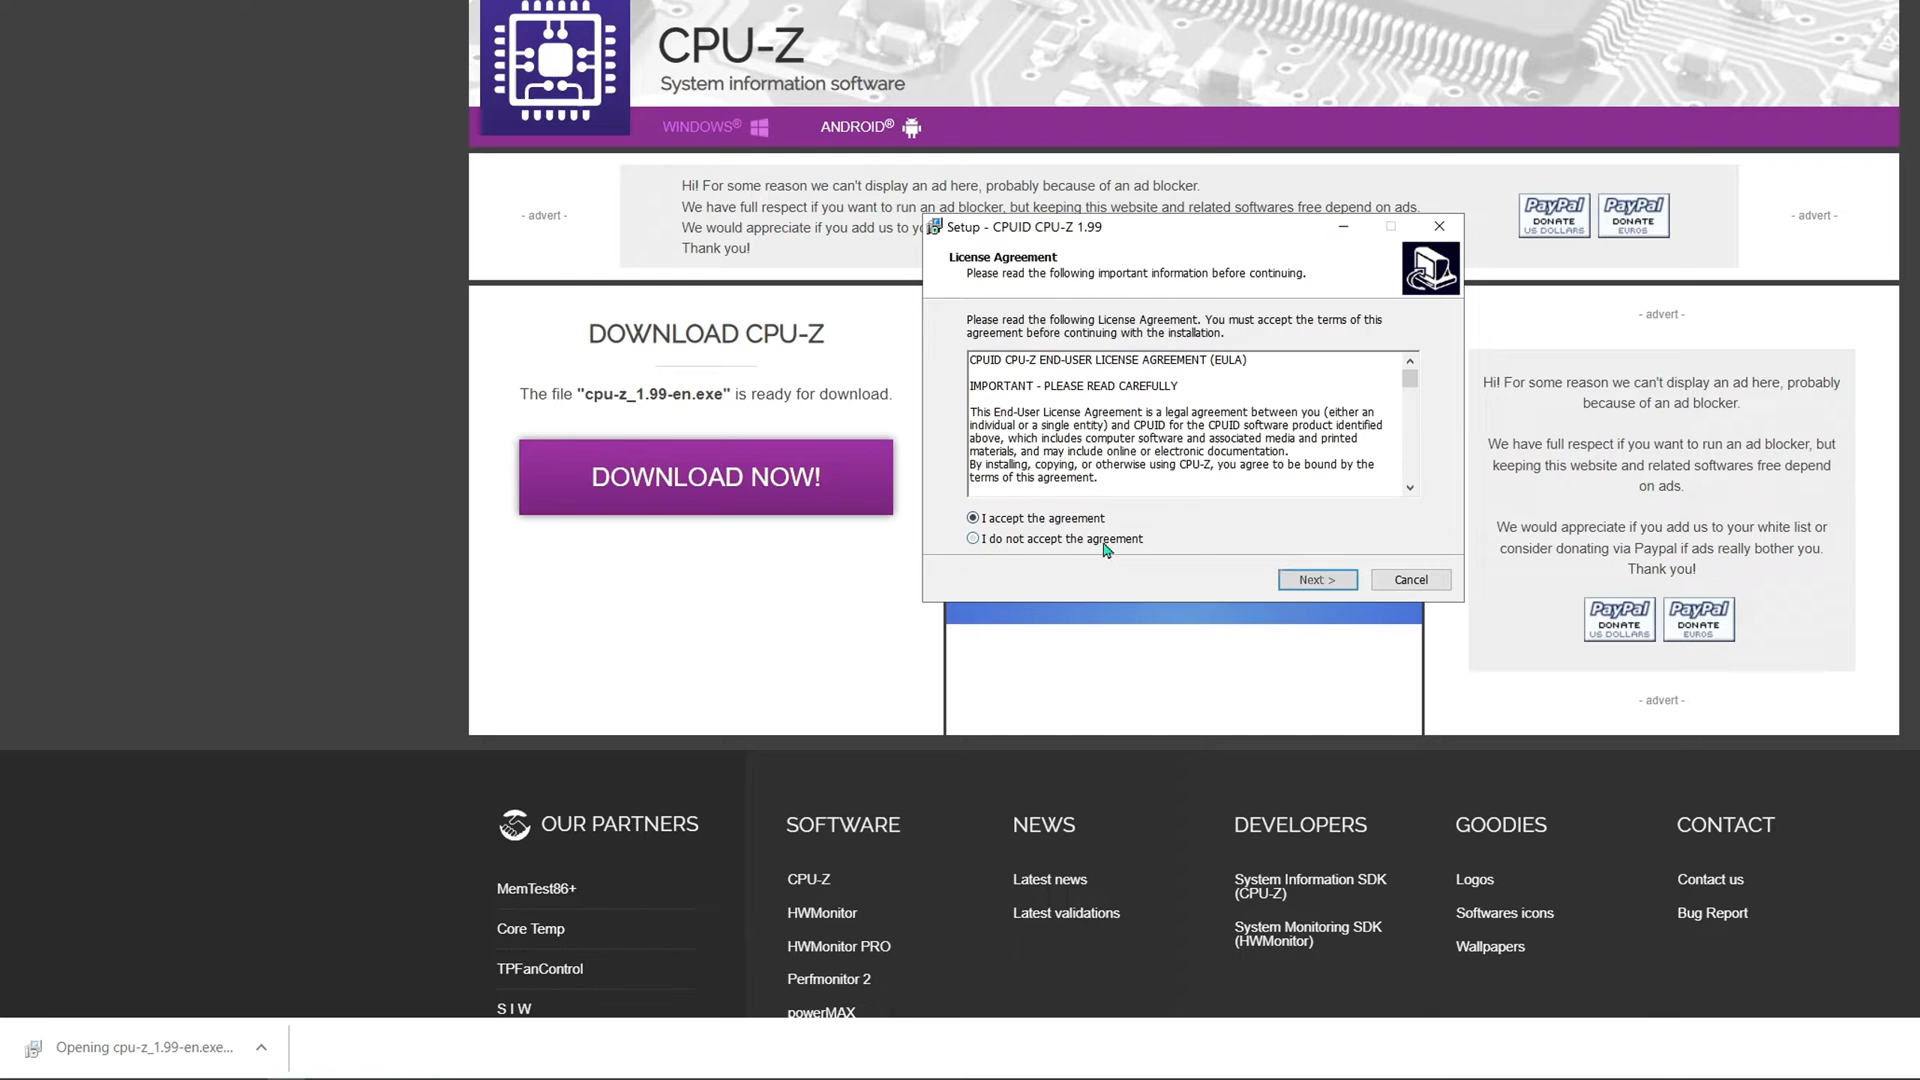 CPU-Z
System information software
WINDOWS®
ANDROID®
- advert -
Hi! For some reason we can't display an ad here, probably because of an ad blocker.
We have full respect if you want to run an ad blocker, but keeping this website and related softwares free depend on ads.
We would appreciate if you add us to yo
Thank you!
PayPal
DONATE
US DOLLARS
PayPal
DONATE
EUROS
- advert -
DOWNLOAD CPU-Z
The file "cpu-z_1.99-en.exe" is ready for download.
DOWNLOAD NOW!
Setup - CPUID CPU-Z 1.99
License Agreement
Please read the following important information before continuing.
Please read the following License Agreement. You must accept the terms of this
agreement before continuing with the installation.
CPUID CPU-Z END-USER LICENSE AGREEMENT (EULA)
IMPORTANT - PLEASE READ CAREFULLY
This End-User License Agreement is a legal agreement between you (either an
individual or a single entity) and CPUID for the CPUID software product identified
above, which includes computer software and associated media and printed
materials, and may include online or electronic documentation.
By installing, copying, or otherwise using CPU-Z, you agree to be bound by the
terms of this agreement.
I accept the agreement
I do not accept the agreement
Next >
Cancel
- advert -
Hi! For some reason we can't display an ad here, probably
because of an ad blocker.
We have full respect if you want to run an ad blocker, but
keeping this website and related softwares free depend
on ads.
We would appreciate if you add us to your white list or
consider donating via Paypal if ads really bother you.
Thank you!
PayPal
DONATE
US DOLLARS
PayPal
DONATE
EUROS
- advert -
OUR PARTNERS
MemTest86+
Core Temp
TPFanControl
S I W
SOFTWARE
CPU-Z
HWMonitor
HWMonitor PRO
Perfmonitor 2
powerMAX
NEWS
Latest news
Latest validations
DEVELOPERS
System Information SDK
(CPU-Z)
System Monitoring SDK
(HWMonitor)
GOODIES
Logos
Softwares icons
Wallpapers
CONTACT
Contact us
Bug Report
Opening cpu-z_1.99-en.exe...